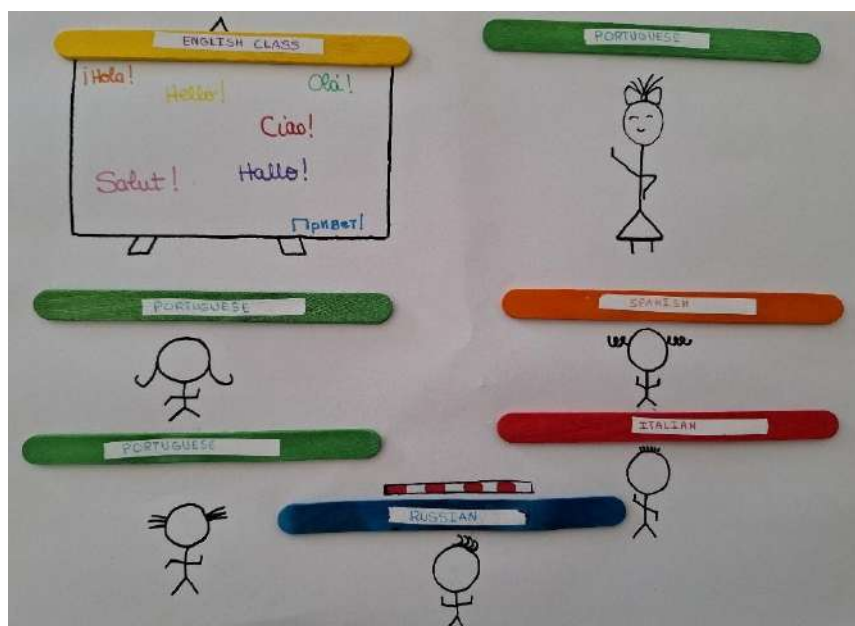 ENGLISH CLASS
PORTUGUESE
¡Hola!
Hello!
Olá!
Ciao!
Salut!
Hallo!
Привет!
PORTUGUESE
SPANISH
ITALIAN
PORTUGUESE
RUSSIAN